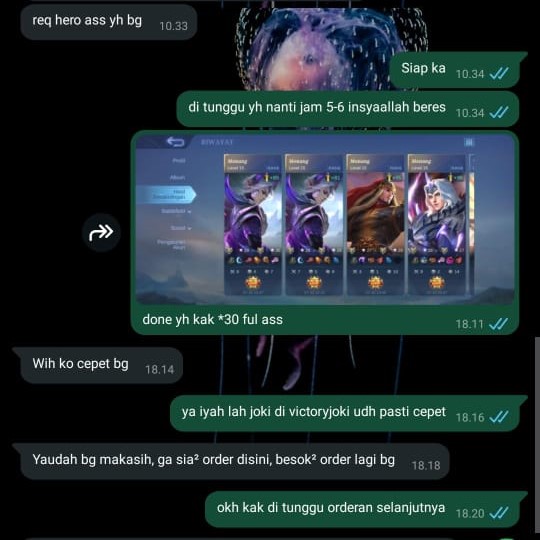 req hero ass yh bg 10.33
Siap ka 10.34
di tunggu yh nanti jam 5-6 insyaallah beres 10.34
RIWAYAT
Profil
Album
Menang Menang Menang Menang
done yh kak *30 ful ass 18.11
Wih ko cepet bg 18.14
ya iyah lah joki di victoryjoki udh pasti cepet 18.16
Yaudah bg makasih, ga sia² order disini, besok² order lagi bg 18.18
okh kak di tunggu orderan selanjutnya 18.20